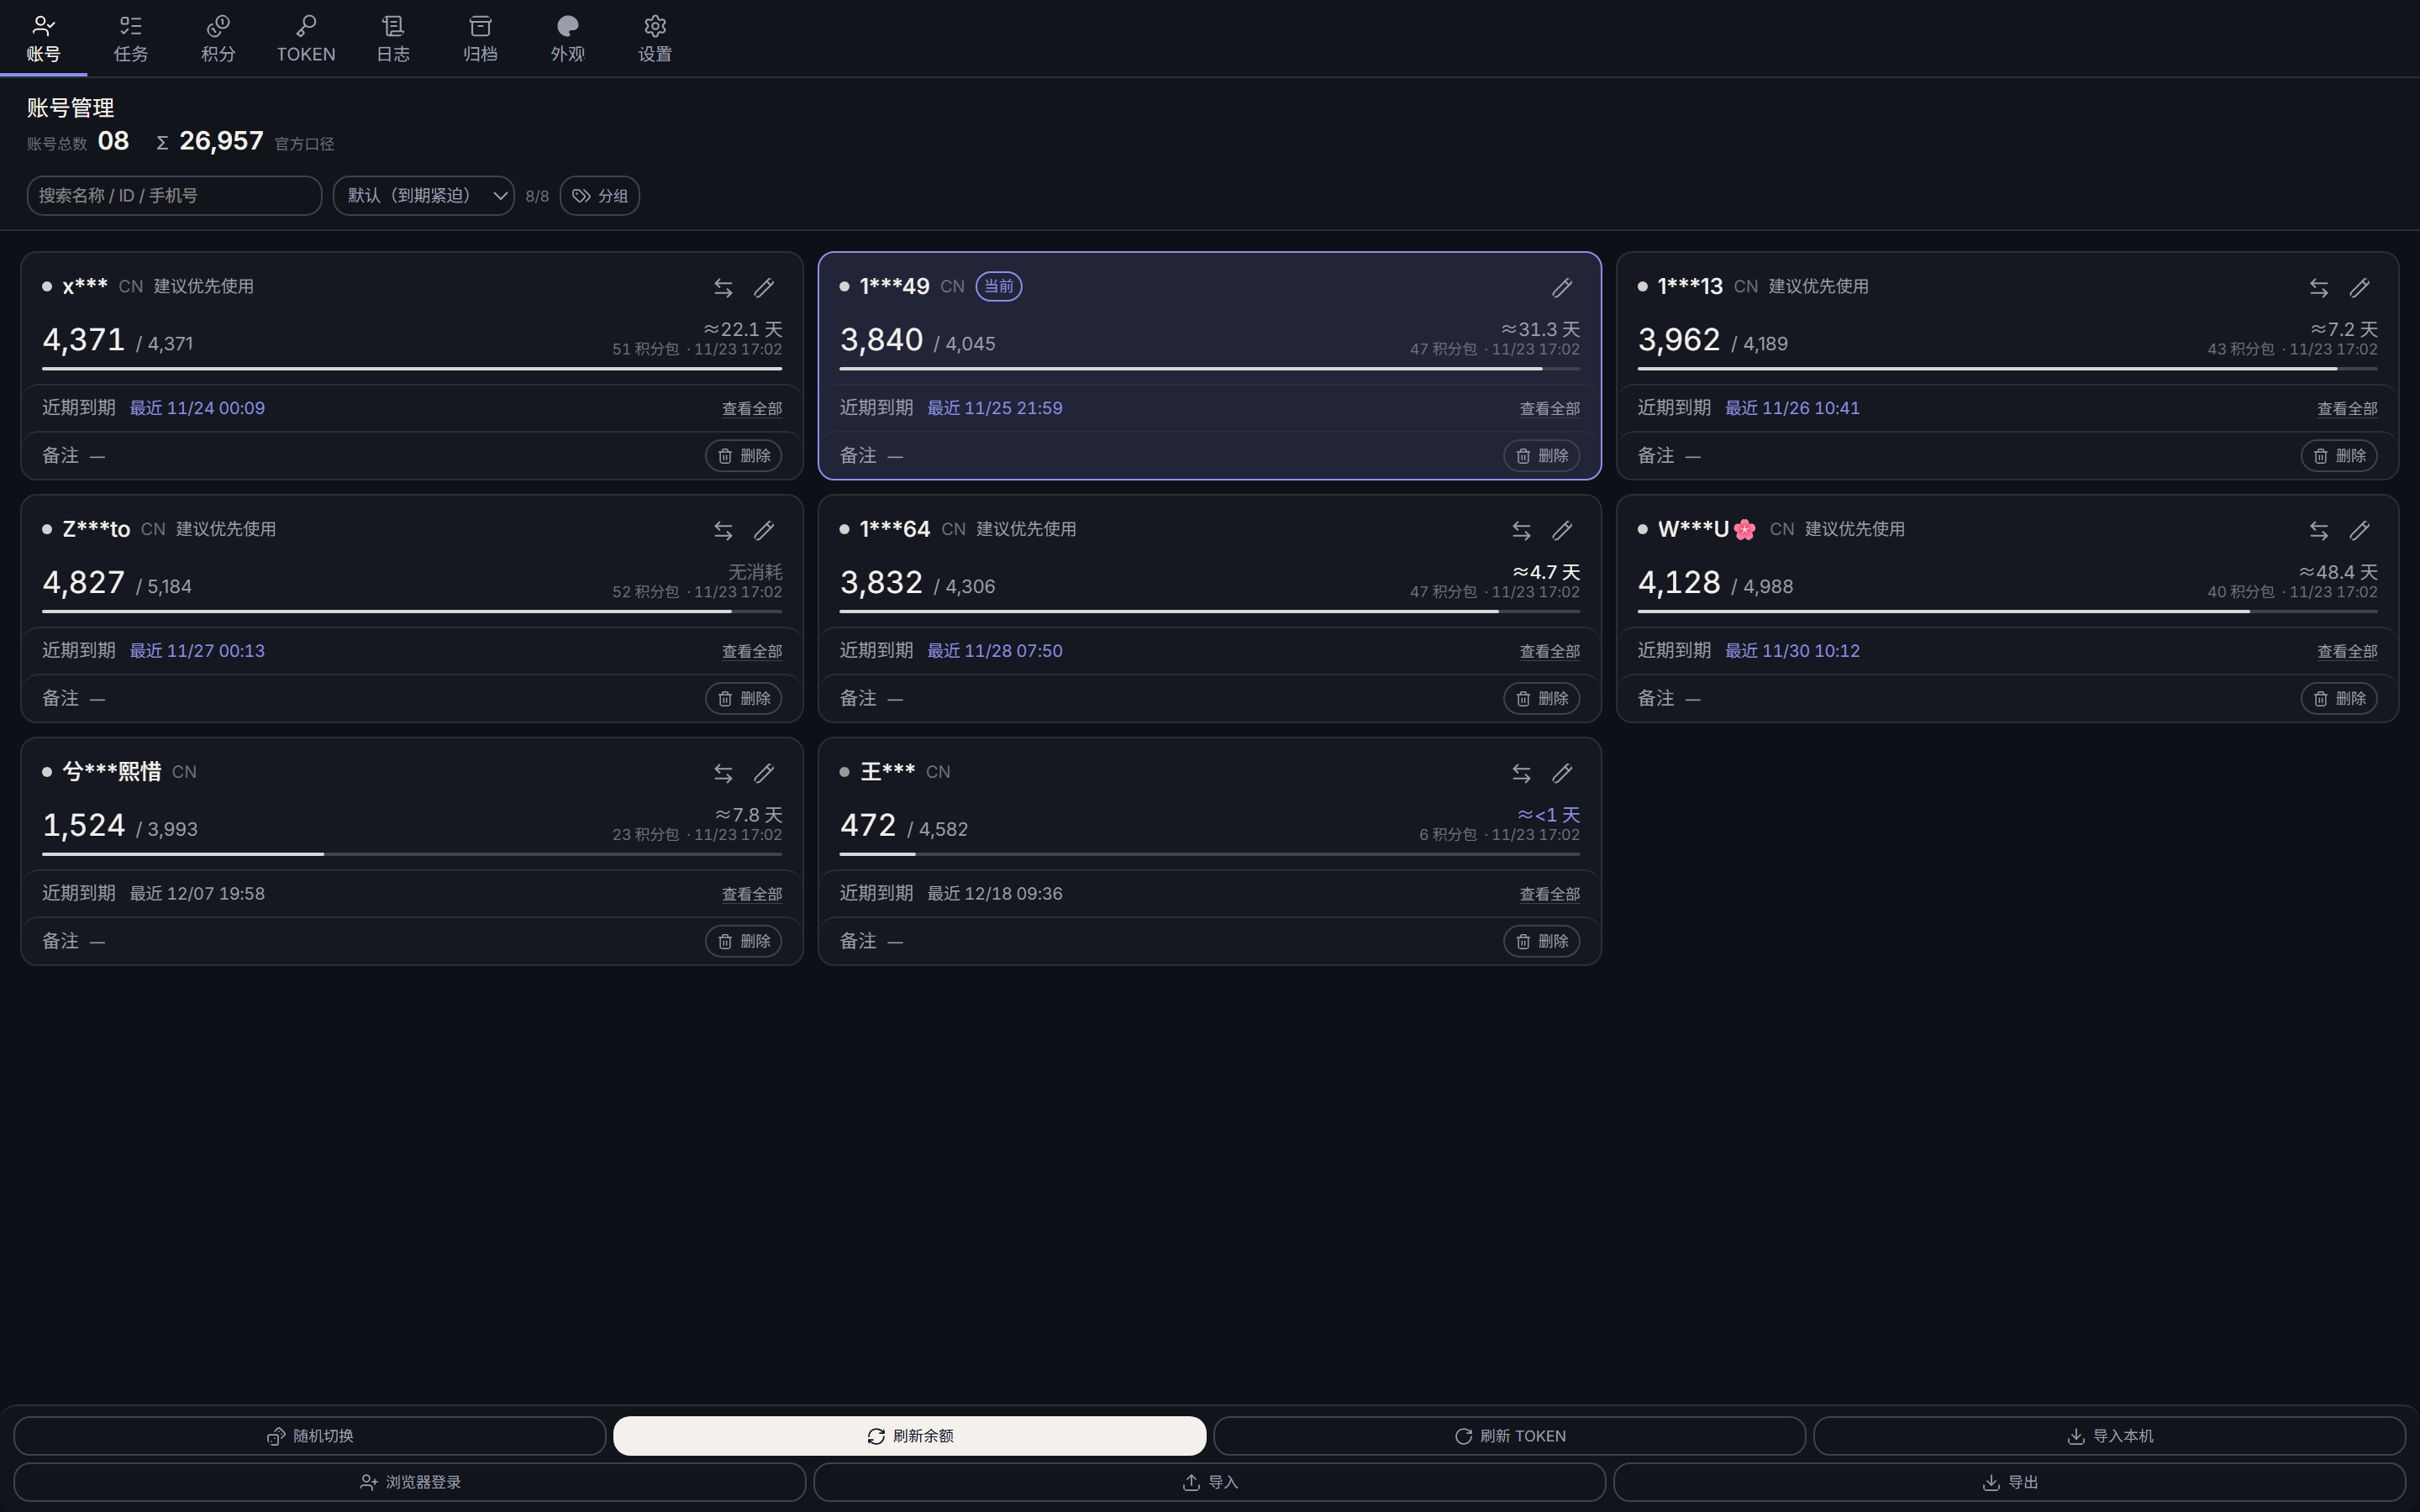 账号 任务 积分 TOKEN 日志 归档 外观 设置
账号管理
账号总数 08 Σ 26,957 官方口径
搜索名称 / ID / 手机号 默认（到期紧迫） 8/8 分组
x*** CN 建议优先使用
4,371 / 4,371 ≈22.1 天
51 积分包 · 11/23 17:02
近期到期 最近 11/24 00:09 查看全部
备注 — 删除
1***49 CN 当前
3,840 / 4,045 ≈31.3 天
47 积分包 · 11/23 17:02
近期到期 最近 11/25 21:59 查看全部
备注 — 删除
1***13 CN 建议优先使用
3,962 / 4,189 ≈7.2 天
43 积分包 · 11/23 17:02
近期到期 最近 11/26 10:41 查看全部
备注 — 删除
Z***to CN 建议优先使用
4,827 / 5,184 无消耗
52 积分包 · 11/23 17:02
近期到期 最近 11/27 00:13 查看全部
备注 — 删除
1***64 CN 建议优先使用
3,832 / 4,306 ≈4.7 天
47 积分包 · 11/23 17:02
近期到期 最近 11/28 07:50 查看全部
备注 — 删除
W***U🌸 CN 建议优先使用
4,128 / 4,988 ≈48.4 天
40 积分包 · 11/23 17:02
近期到期 最近 11/30 10:12 查看全部
备注 — 删除
兮***熙惜 CN
1,524 / 3,993 ≈7.8 天
23 积分包 · 11/23 17:02
近期到期 最近 12/07 19:58 查看全部
备注 — 删除
王*** CN
472 / 4,582 ≈<1 天
6 积分包 · 11/23 17:02
近期到期 最近 12/18 09:36 查看全部
备注 — 删除
随机切换 刷新余额 刷新 TOKEN 导入本机
浏览器登录 导入 导出